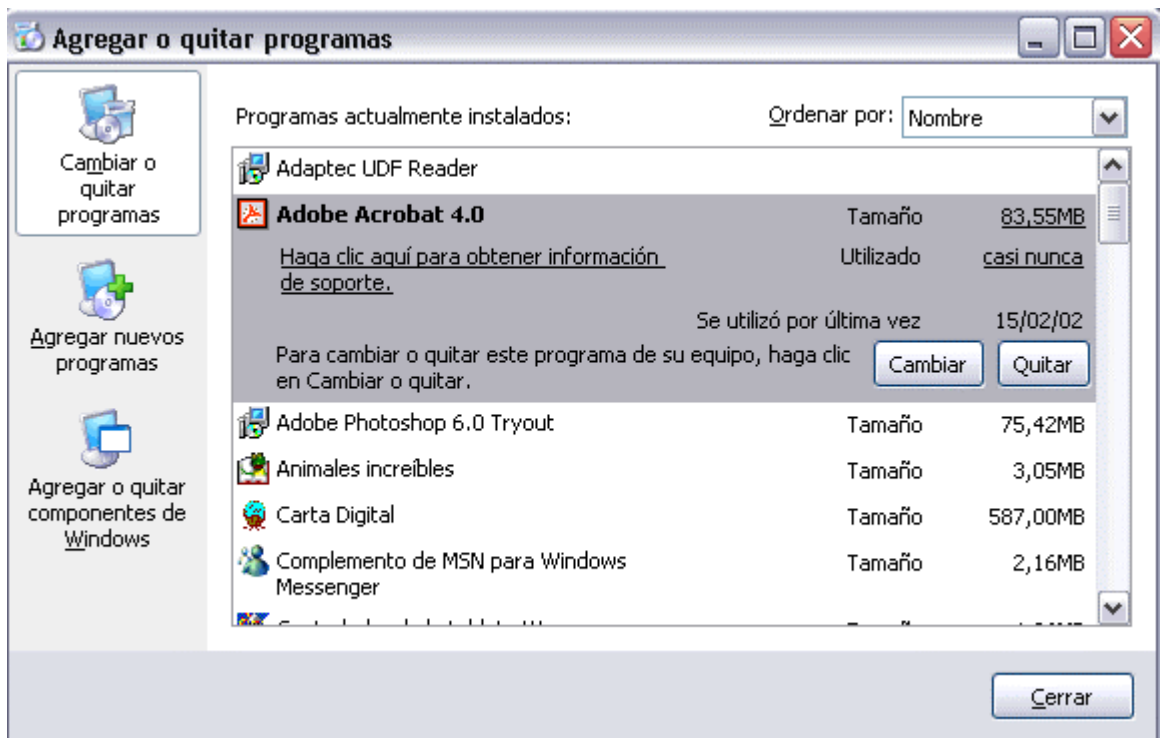 Agregar o quitar programas
Cambiar o
quitar
programas
Agregar nuevos
programas
Agregar o quitar
componentes de
Windows
Programas actualmente instalados:
Ordenar por: Nombre
Adaptec UDF Reader
Adobe Acrobat 4.0 Tamaño 83,55MB
Haga clic aquí para obtener información Utilizado casi nunca
de soporte.
Se utilizó por última vez 15/02/02
Para cambiar o quitar este programa de su equipo, haga clic
en Cambiar o quitar.
Cambiar Quitar
Adobe Photoshop 6.0 Tryout Tamaño 75,42MB
Animales increíbles Tamaño 3,05MB
Carta Digital Tamaño 587,00MB
Complemento de MSN para Windows Tamaño 2,16MB
Messenger
Cerrar